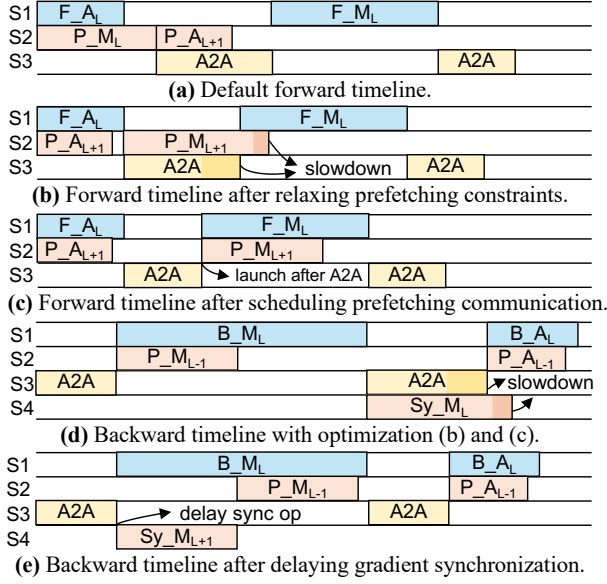 S1 F_A_L F_M_L
S2 P_M_L P_A_L+1
S3 A2A A2A
(a) Default forward timeline.
S1 F_A_L F_M_L
S2 P_A_L+1 P_M_L+1
S3 A2A slowdown A2A
(b) Forward timeline after relaxing prefetching constraints.
S1 F_A_L F_M_L
S2 P_A_L+1 P_M_L+1
S3 A2A launch after A2A A2A
(c) Forward timeline after scheduling prefetching communication.
S1 B_M_L B_A_L
S2 P_M_L-1 P_A_L-1
S3 A2A A2A slowdown
S4 Sy_M_L
(d) Backward timeline with optimization (b) and (c).
S1 B_M_L B_A_L
S2 P_M_L-1 P_A_L-1
S3 A2A delay sync op A2A
S4 Sy_M_L+1
(e) Backward timeline after delaying gradient synchronization.